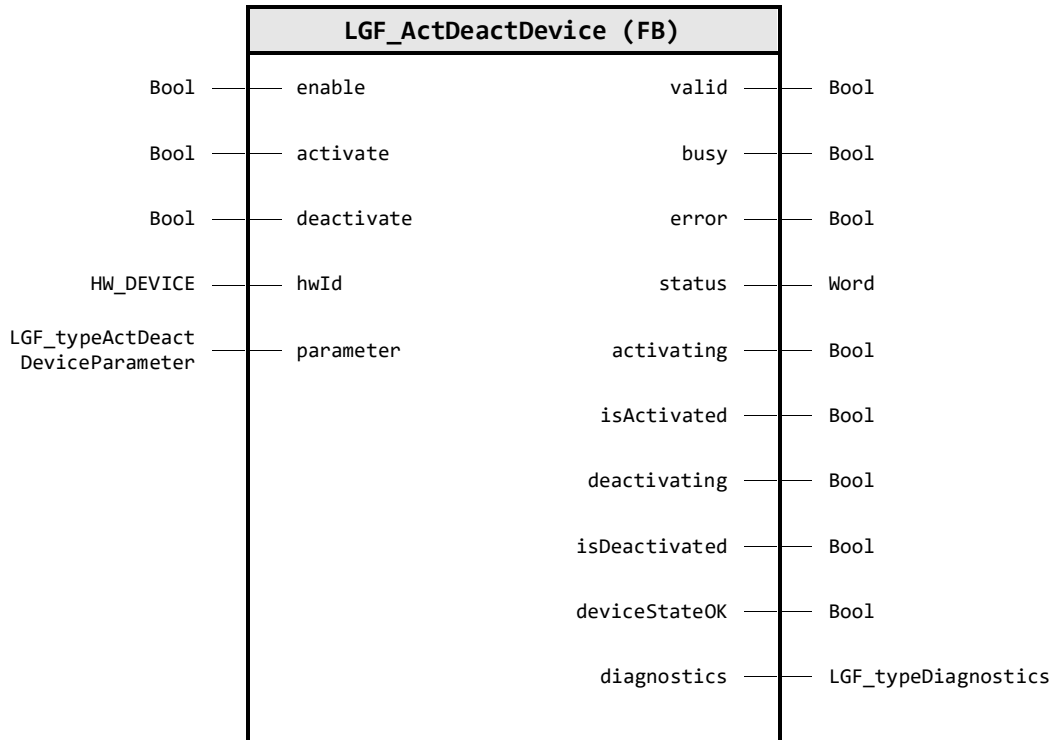 LGF_ActDeactDevice (FB)
Bool enable valid Bool
Bool activate busy Bool
Bool deactivate error Bool
HW_DEVICE hwId status Word
LGF_typeActDeact
DeviceParameter parameter activating Bool
isActivated Bool
deactivating Bool
isDeactivated Bool
deviceStateOK Bool
diagnostics LGF_typeDiagnostics